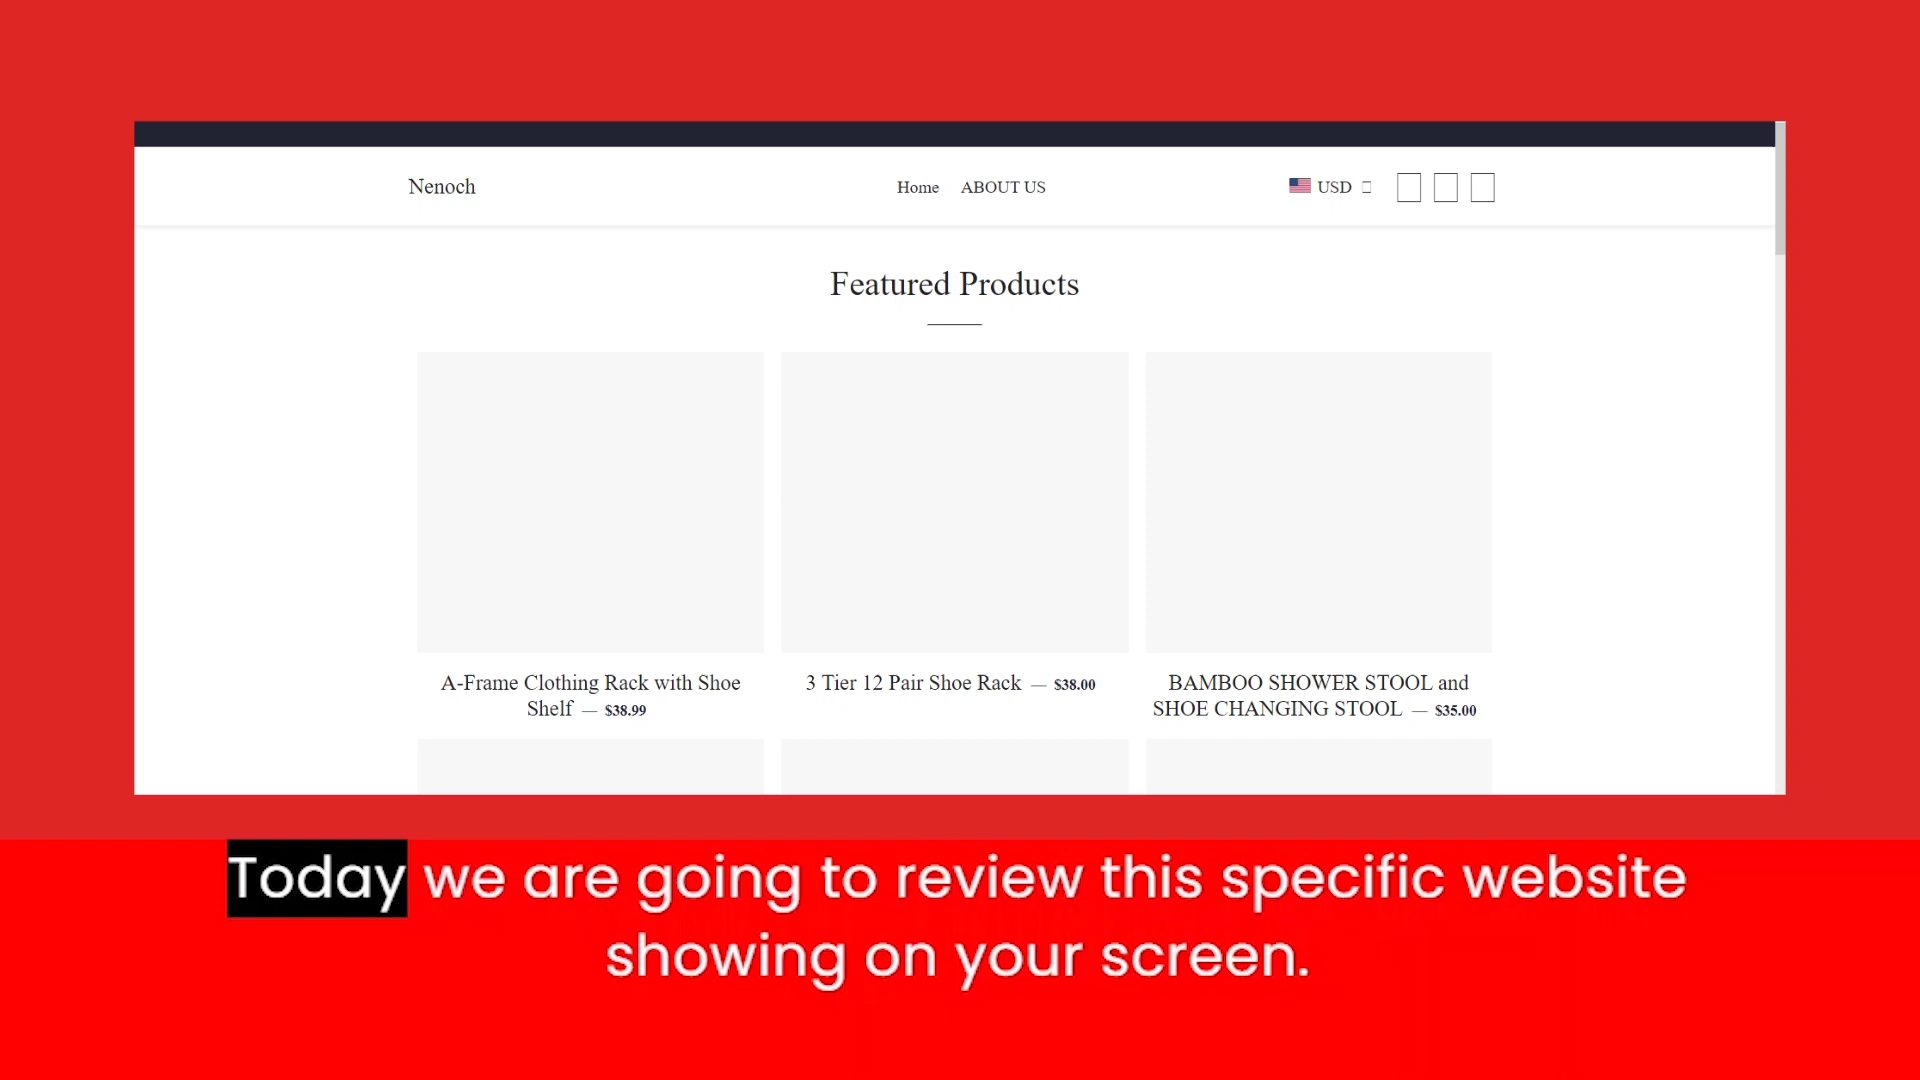 Nenoch
Home ABOUT US
USD
Featured Products
A-Frame Clothing Rack with Shoe
Shelf — $38.99
3 Tier 12 Pair Shoe Rack — $38.00
BAMBOO SHOWER STOOL and
SHOE CHANGING STOOL — $35.00
Today we are going to review this specific website
showing on your screen.